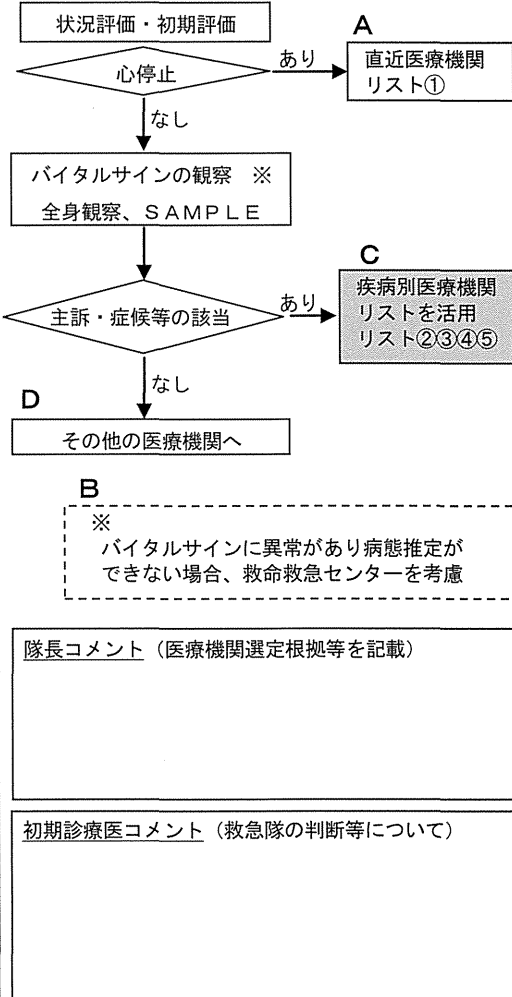 状況評価・初期評価
A
心停止
あり
直近医療機関
リスト①
なし
バイタルサインの観察 ※
全身観察、ＳＡＭＰＬＥ
C
主訴・症候等の該当
あり
疾病別医療機関
リストを活用
リスト②③④⑤
なし
D
その他の医療機関へ
B
※
バイタルサインに異常があり病態推定が
できない場合、救命救急センターを考慮
隊長コメント（医療機関選定根拠等を記載）
初期診療医コメント（救急隊の判断等について）